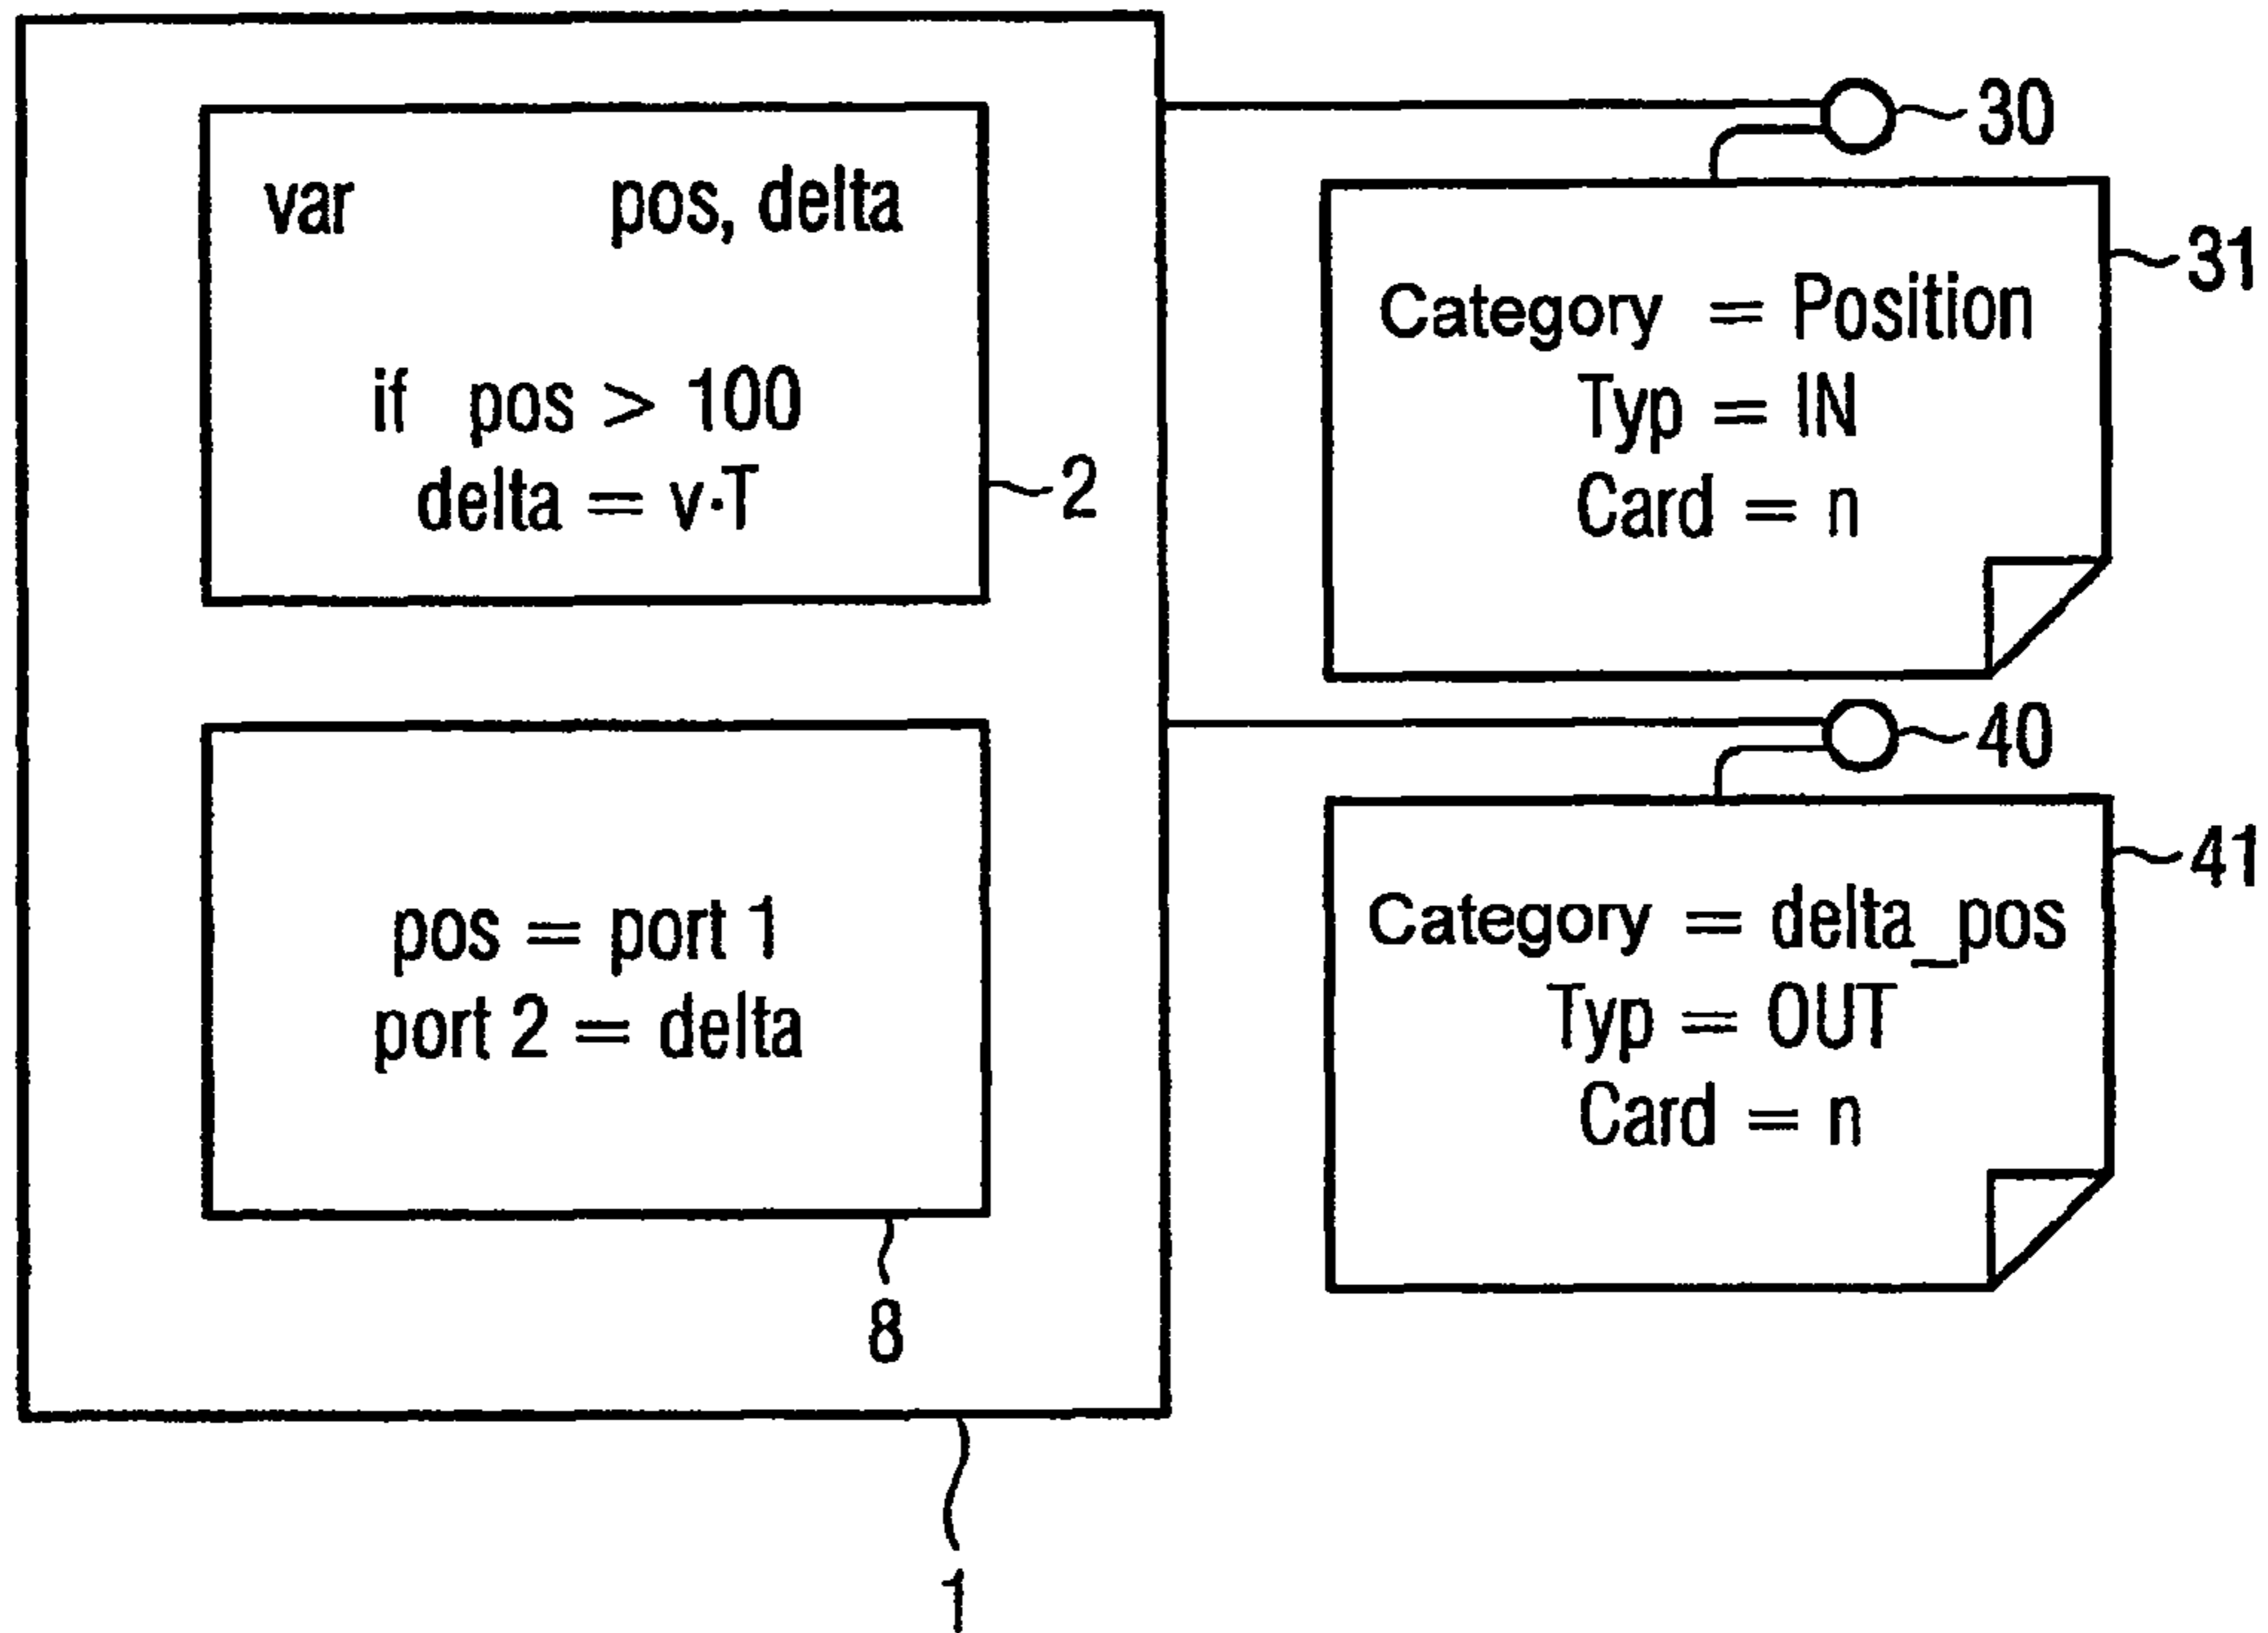 var pos, delta
if pos > 100
delta = v·T
2
pos = port 1
port 2 = delta
8
1
30
31
Category = Position
Typ = IN
Card = n
40
41
Category = delta_pos
Typ = OUT
Card = n